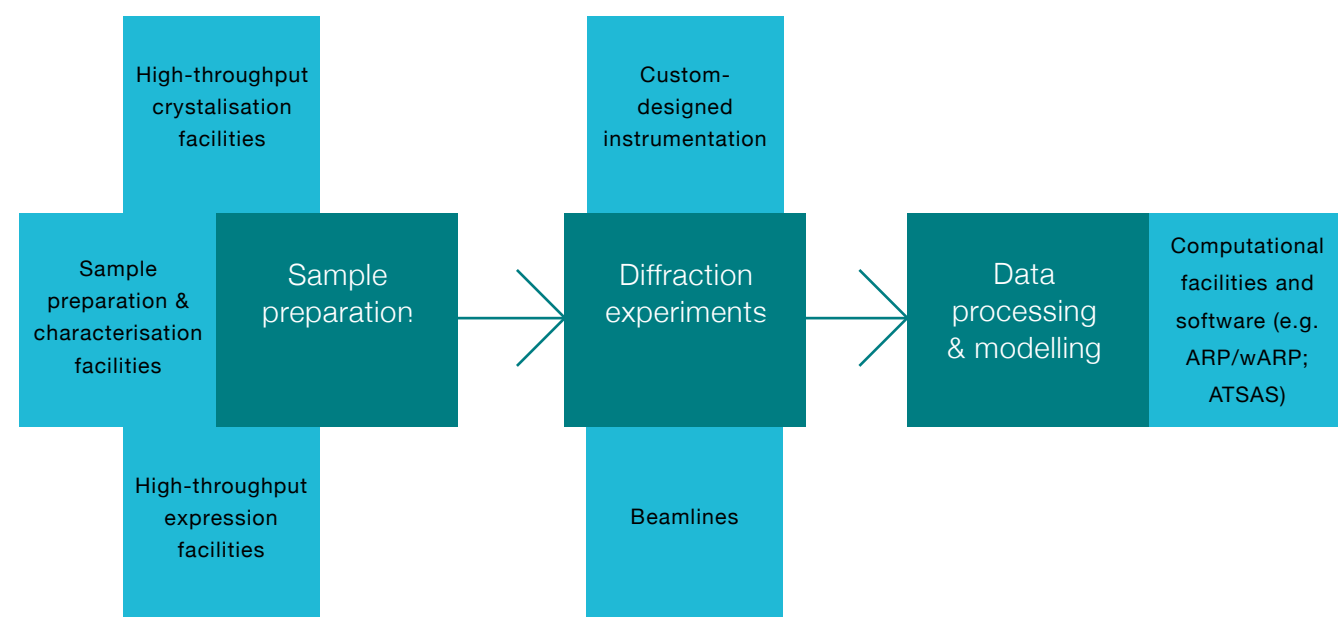 High-throughput
crystalisation
facilities
Custom-
designed
instrumentation
Sample
preparation &
characterisation
facilities
Sample
preparation
Diffraction
experiments
Data
processing
& modelling
Computational
facilities and
software (e.g.
ARP/wARP;
ATSAS)
High-throughput
expression
facilities
Beamlines